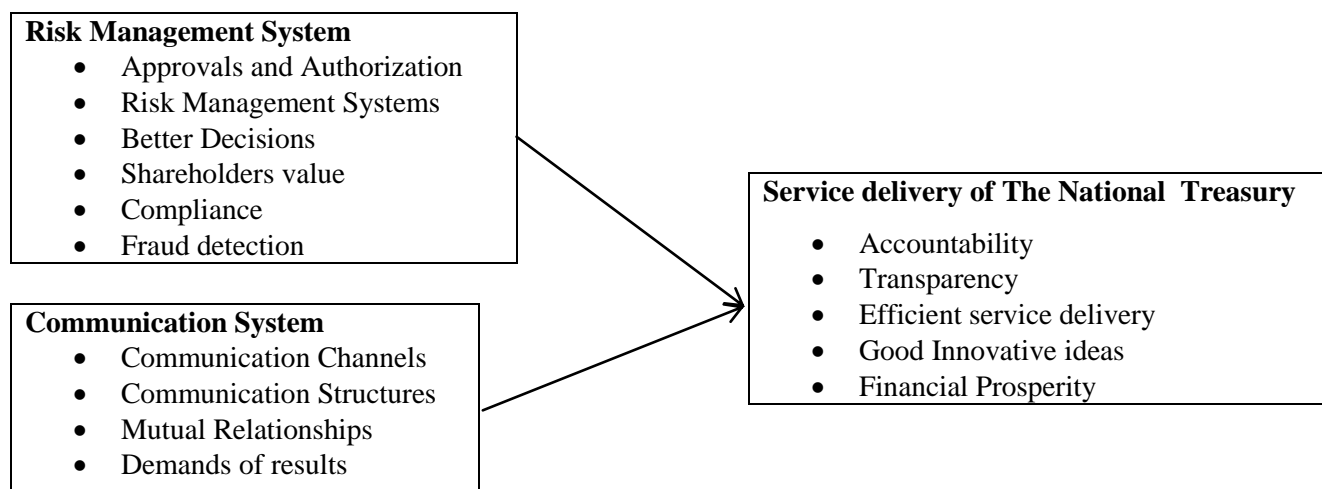 Risk Management System
• Approvals and Authorization
• Risk Management Systems
• Better Decisions
• Shareholders value
• Compliance
• Fraud detection
Communication System
• Communication Channels
• Communication Structures
• Mutual Relationships
• Demands of results
Service delivery of The National Treasury
• Accountability
• Transparency
• Efficient service delivery
• Good Innovative ideas
• Financial Prosperity